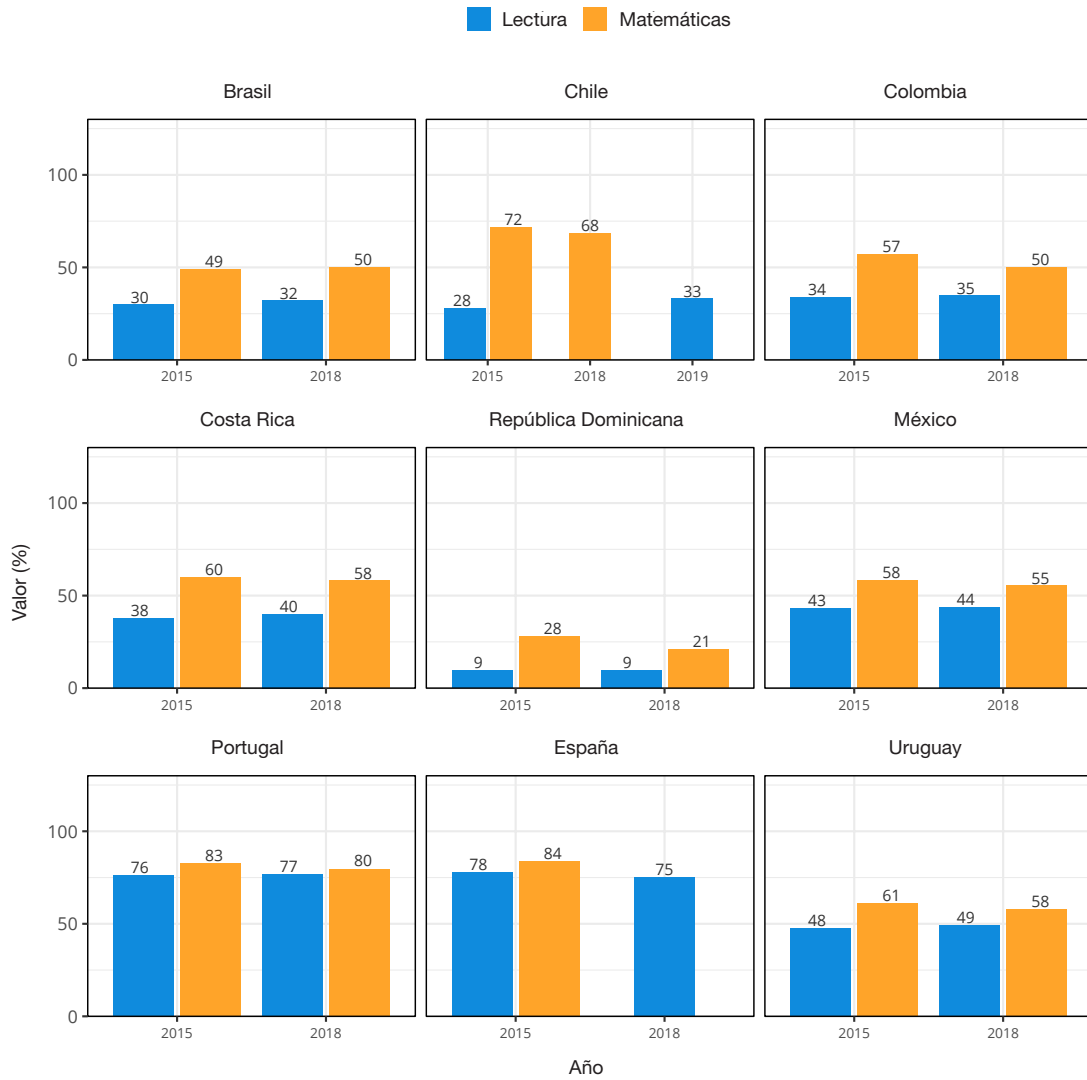 Lectura Matemáticas
Brasil Chile Colombia
100
50
0
30 49 32 50
28 72 68 33
34 57 35 50
2015 2018 2015 2018 2019 2015 2018
Costa Rica República Dominicana México
Valor (%)
100
50
0
38 60 40 58
9 28 9 21
43 58 44 55
2015 2018 2015 2018 2015 2018
Portugal España Uruguay
100
50
0
76 83 77 80
78 84 75
48 61 49 58
2015 2018 2015 2018 2015 2018
Año